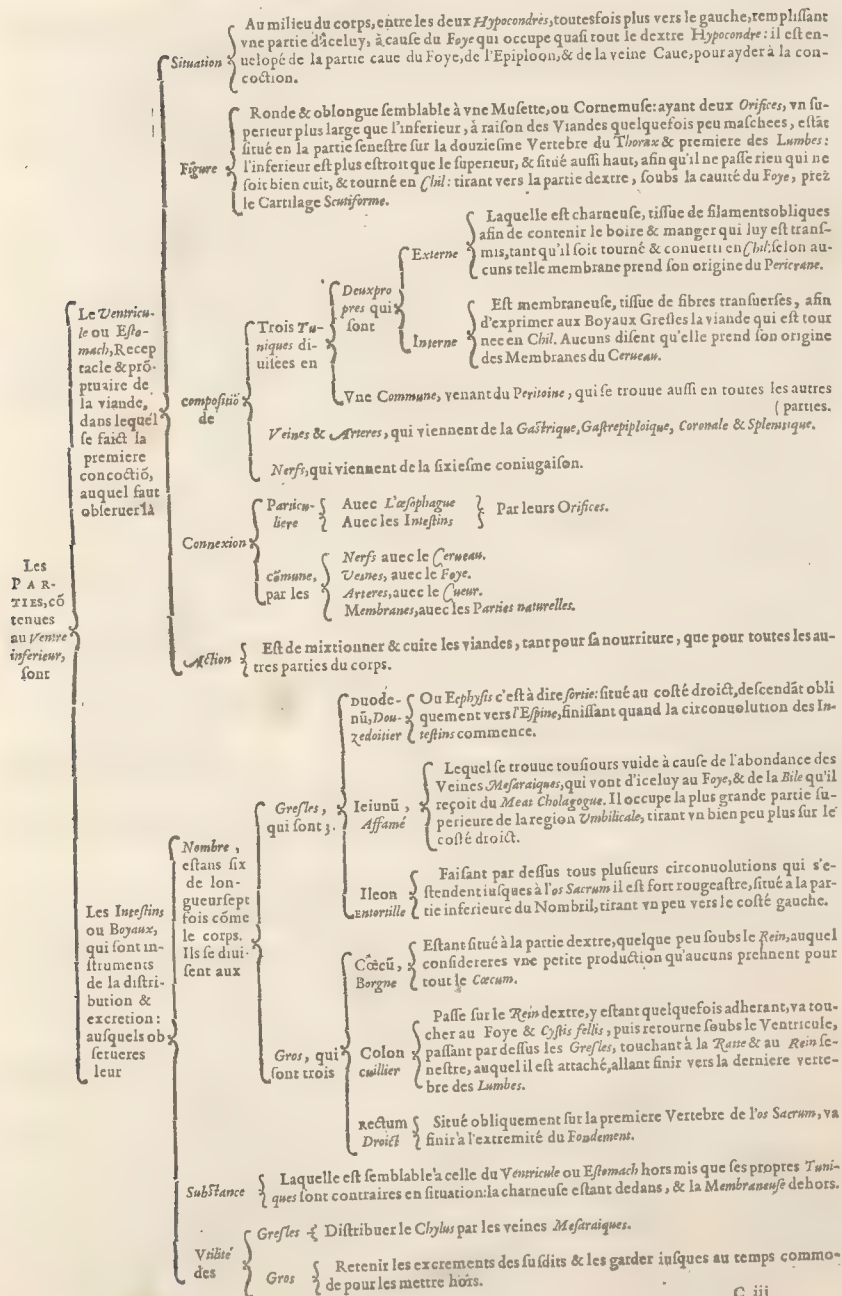 Les
PARTIES, cõ
tenues
au Ventre
inferieur,
sont
Le Ventricu-
le ou Esto-
mach, Recep
tacle & prõ-
ptuaire de
la viande,
dans lequel
se faict la
premiere
concoctiõ,
auquel faut
obseruer la
Situation
Au milieu du corps, entre les deux Hypocondres, toutesfois plus vers le gauche, remplissant
vne partie d'iceluy, à cause du Foye qui occupe quasi tout le dextre Hypocondre: il est en-
uelopé de la partie caue du Foye, de l'Epiploon, & de la veine Caue, pour ayder à la con-
coction.
Figure
Ronde & oblongue semblable à vne Musette, ou Cornemuse: ayant deux Orifices, vn su-
perieur plus large que l'inferieur, à raison des Viandes quelquefois peu maschees, estãt
situé en la partie senestre sur la douziesme Vertebre du Thorax & premiere des Lumbes:
l'inferieur est plus estroit que le superieur, & situé aussi haut, afin qu'il ne passe rien qui ne
soit bien cuit, & tourné en Chil: tirant vers la partie dextre, soubs la cauité du Foye, prez
le Cartilage Scutiforme.
compositiõ
de
Trois Tu-
niques di-
uisees en
Deux pro
pres qui
sont
Externe
Laquelle est charneuse, tissue de filaments obliques
afin de contenir le boire & manger qui luy est trans-
mis, tant qu'il soit tourné & conuerti en Chil: selon au-
cuns telle membrane prend son origine du Pericrane.
Interne
Est membraneuse, tissue de fibres transuerses, afin
d'exprimer aux Boyaux Gresles la viande qui est tour
nee en Chil. Aucuns disent qu'elle prend son origine
des Membranes du Cerueau.
Vne Commune, venant du Peritoine, qui se trouue aussi en toutes les autres
( parties.
Veines & Arteres, qui viennent de la Gastrique, Gastrepiploique, Coronale & Splenisique.
Nerfs, qui viennent de la sixiesme coniugaison.
Connexion
Particu-
liere
Auec L'œsophague
Auec les Intestins
Par leurs Orifices.
cõmune,
par les
Nerfs auec le Cerueau.
Veines, auec le Foye.
Arteres, auec le Cueur.
Membranes, auec les Parties naturelles.
Action
Est de mixtionner & cuire les viandes, tant pour sa nourriture, que pour toutes les au-
tres parties du corps.
Les Intestins
ou Boyaux,
qui sont in-
struments
de la distri-
bution &
excretion:
ausquels ob
serueres
leur
Nombre,
estans six
de lon-
gueur sept
fois cõme
le corps.
Ils se diui-
sent aux
Gresles,
qui sont 3.
Duode-
nũ, Dou-
zedoitier
Ou Ecphysis c'est à dire sortie: situé au costé droict, descendãt obli
quement vers l'Espine, finissant quand la circonuolution des In-
testins commence.
Ieiunũ,
Affamé
Lequel se trouue tousiours vuide à cause de l'abondance des
Veines Mesaraiques, qui vont d'iceluy au Foye, & de la Bile qu'il
reçoit du Meat Cholagogue. Il occupe la plus grande partie su-
perieure de la region Vmbilicale, tirant vn bien peu plus sur le
costé droict.
Ileon
Entortille
Faisant par dessus tous plusieurs circonuolutions qui s'e-
stendent iusques à l'os Sacrum il est fort rougeastre, situé a la par-
tie inferieure du Nombril, tirant vn peu vers le costé gauche.
Gros, qui
sont trois
Cœcũ,
Borgne
Estant situé à la partie dextre, quelque peu soubs le Rein, auquel
considereres vne petite production qu'aucuns prennent pour
tout le Cœcum.
Colon
cuillier
Passe sur le Rein dextre, y estant quelquefois adherant, va tou-
cher au Foye & Cystis fellis, puis retourne soubs le Ventricule,
passant par dessus les Gresles, touchant à la Ratte & au Rein se-
nestre, auquel il est attaché, allant finir vers la derniere verte-
bre des Lumbes.
Rectum
Droict
Situé obliquement sur la premiere Vertebre de l'os Sacrum, va
finir à l'extremité du Fondement.
Substance
Laquelle est semblable à celle du Ventricule ou Estomach hors mis que ses propres Tuni-
ques sont contraires en situation: la charneuse estant dedans, & la Membraneuse dehors.
Vtilité
des
Gresles
Distribuer le Chylus par les veines Mesaraiques.
Gros
Retenir les excrements des susdits & les garder iusques au temps commo-
de pour les mettre hors.
C iii